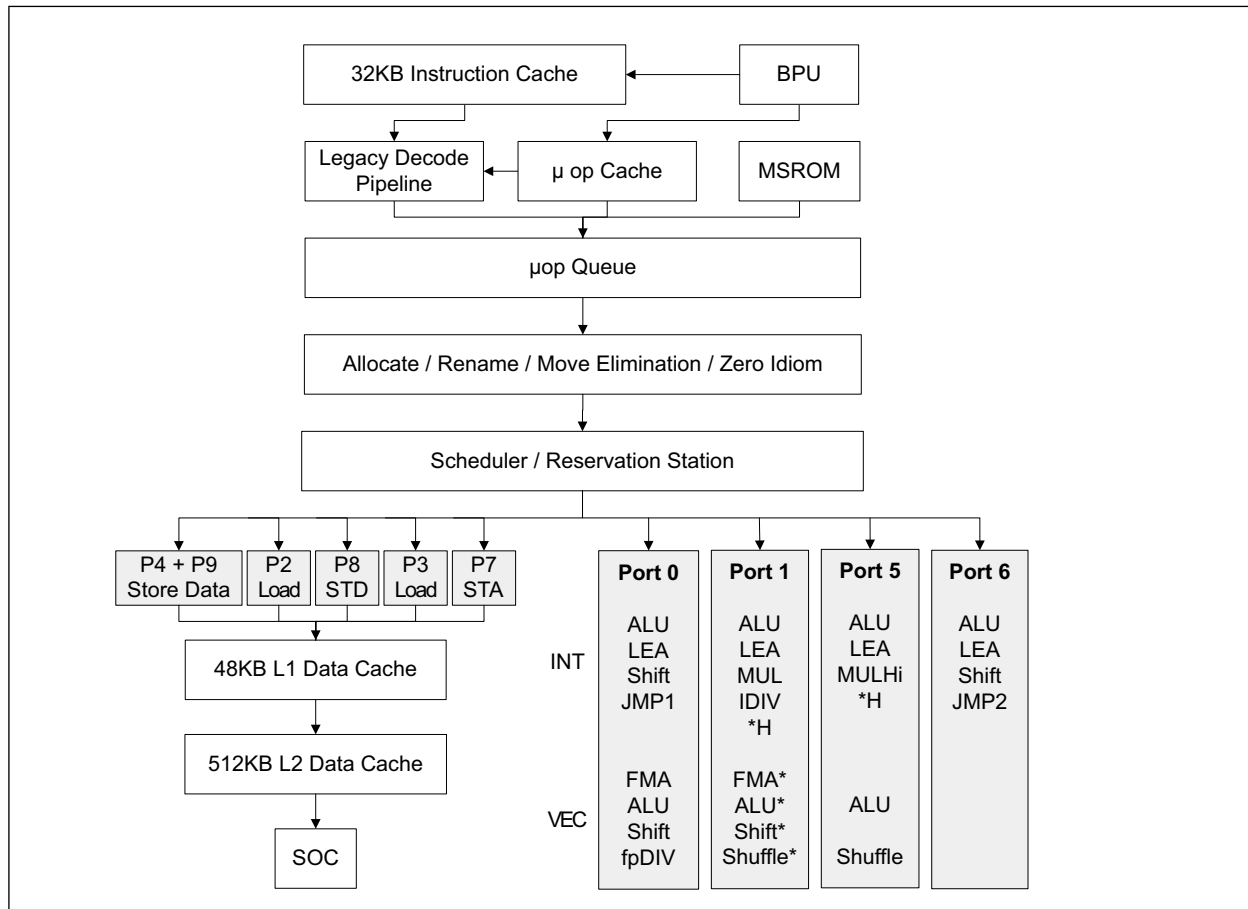 32KB Instruction Cache
BPU
Legacy Decode
Pipeline
µ op Cache
MSROM
µop Queue
Allocate / Rename / Move Elimination / Zero Idiom
Scheduler / Reservation Station
P4 + P9
Store Data
P2
Load
P8
STD
P3
Load
P7
STA
48KB L1 Data Cache
512KB L2 Data Cache
SOC
INT
VEC
Port 0
ALU
LEA
Shift
JMP1
FMA
ALU
Shift
fpDIV
Port 1
ALU
LEA
MUL
IDIV
*H
FMA*
ALU*
Shift*
Shuffle*
Port 5
ALU
LEA
MULHi
*H
ALU
Shuffle
Port 6
ALU
LEA
Shift
JMP2